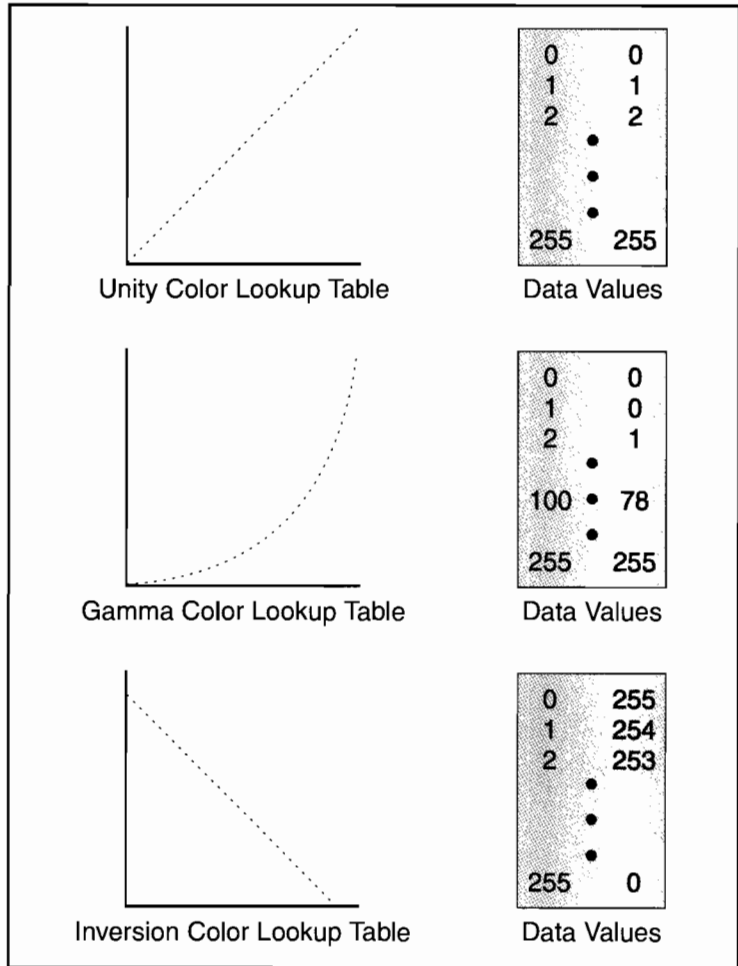 0 0
1 1
2 2
255 255
Unity Color Lookup Table
Data Values
0 0
1 0
2 1
100 78
255 255
Gamma Color Lookup Table
Data Values
0 255
1 254
2 253
255 0
Inversion Color Lookup Table
Data Values